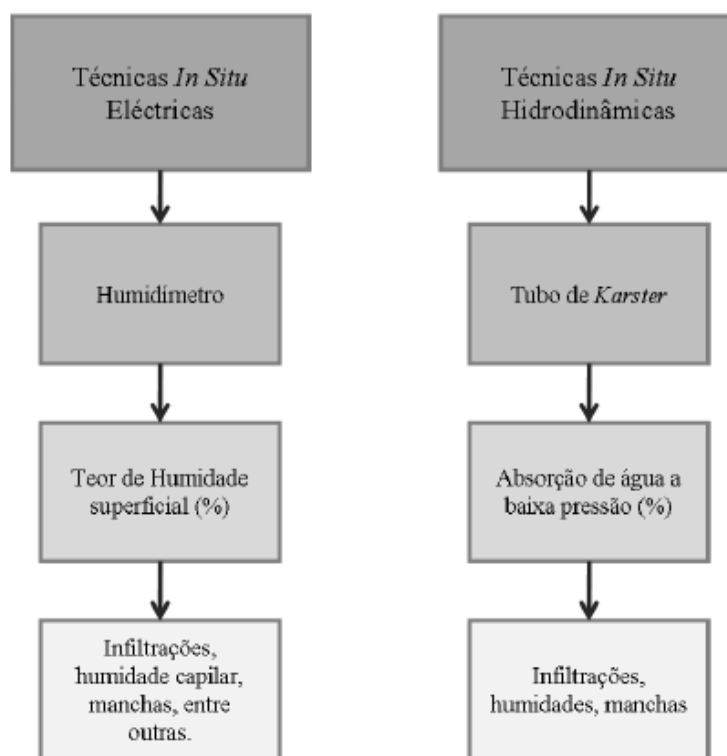 Técnicas In Situ
Eléctricas
Humidímetro
Teor de Humidade
superficial (%)
Infiltrações,
humidade capilar,
manchas, entre
outras.
Técnicas In Situ
Hidrodinâmicas
Tubo de Karster
Absorção de água a
baixa pressão (%)
Infiltrações,
humidades, manchas